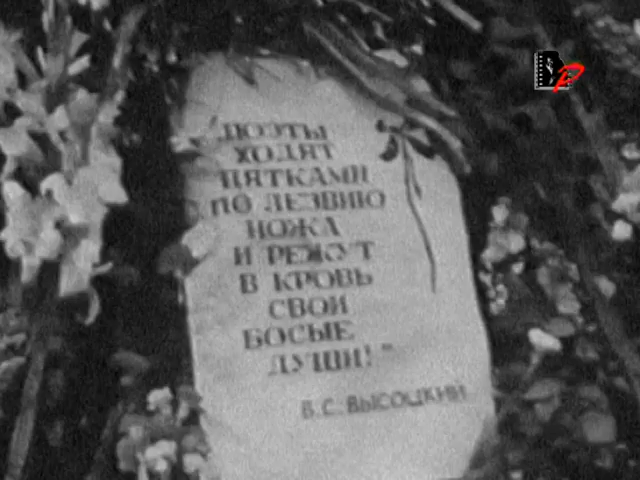 ПОЭТЫ
ХОДЯТ
ПЯТКАМИ
ПО ЛЕЗВИЮ
НОЖА
И РЕЖУТ
В КРОВЬ
СВОИ
БОСЫЕ
ДУШИ!"
В.С. ВЫСОЦКИЙ